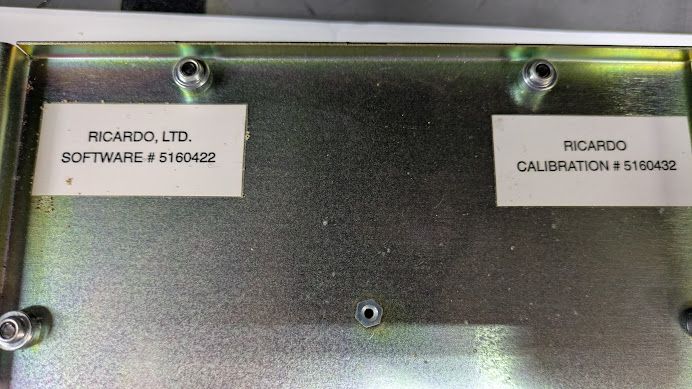 RICARDO, LTD.
SOFTWARE # 5160422
RICARDO
CALIBRATION # 5160432